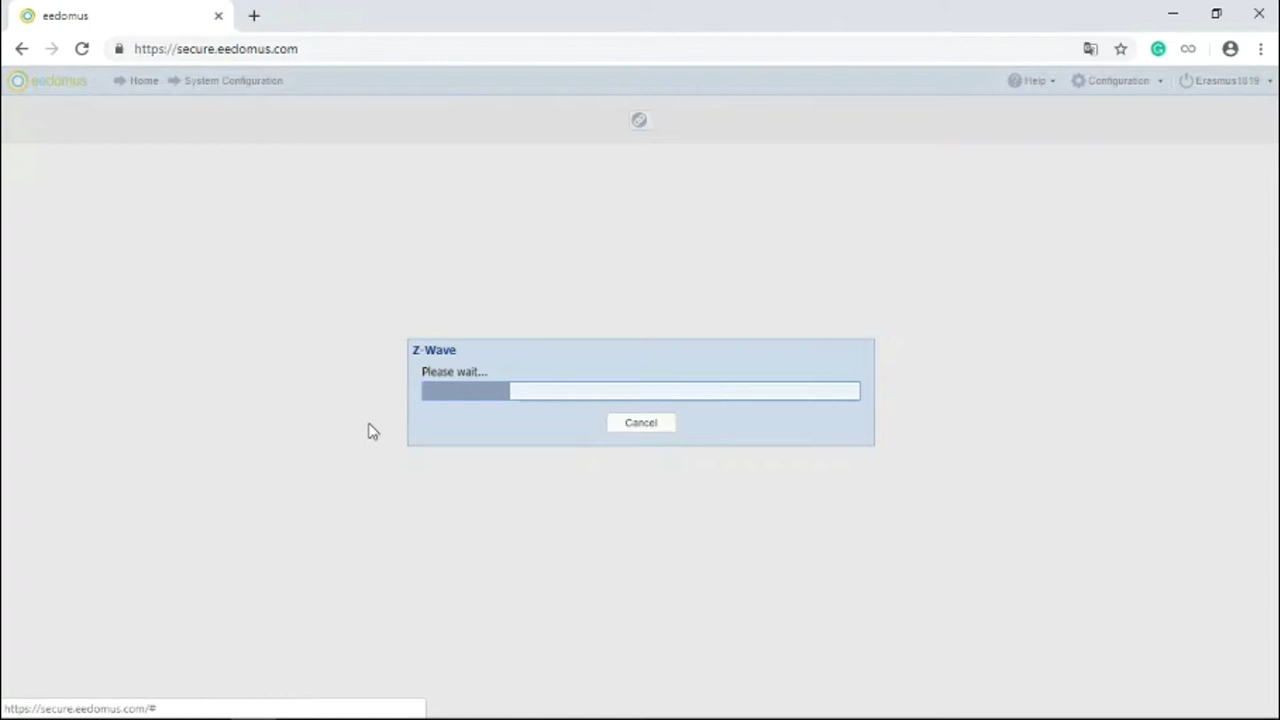 eedomus
https://secure.eedomus.com
eedomus Home System Configuration Help Configuration Erasmus1819
Z-Wave
Please wait...
Cancel
https://secure.eedomus.com/#